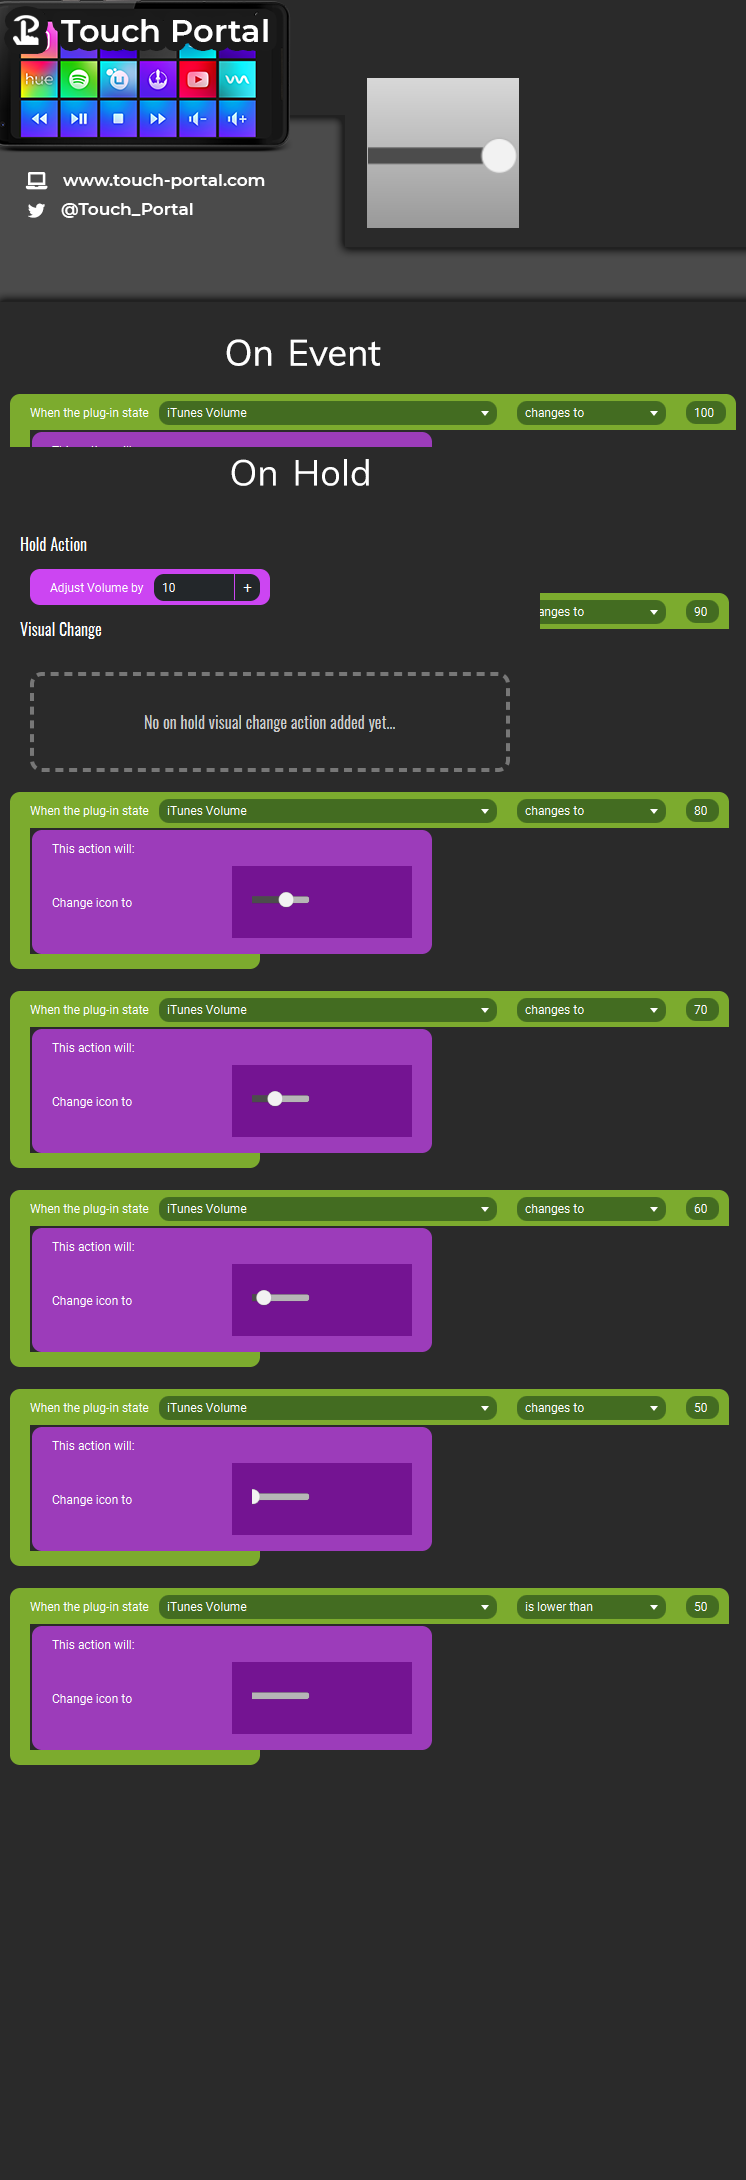 Touch Portal
hue
www.touch-portal.com
@Touch_Portal
On Event
When the plug-in state iTunes Volume changes to 100
On Hold
Hold Action
Adjust Volume by 10 +
anges to 90
Visual Change
No on hold visual change action added yet...
When the plug-in state iTunes Volume changes to 80
This action will:
Change icon to
When the plug-in state iTunes Volume changes to 70
This action will:
Change icon to
When the plug-in state iTunes Volume changes to 60
This action will:
Change icon to
When the plug-in state iTunes Volume changes to 50
This action will:
Change icon to
When the plug-in state iTunes Volume is lower than 50
This action will:
Change icon to